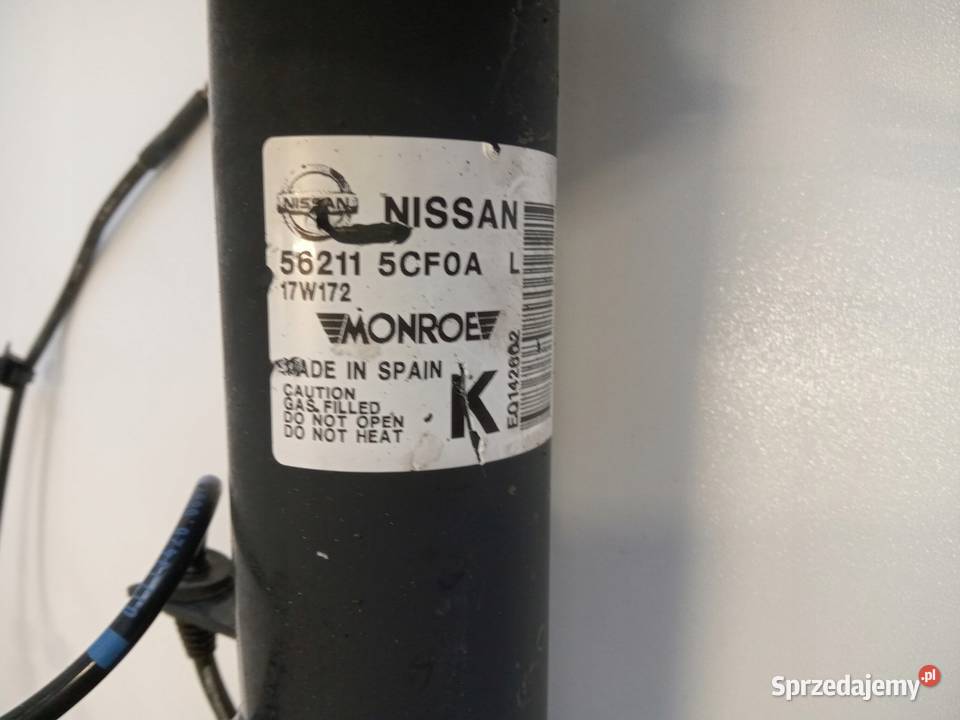 NISSAN
NISSAN
56211 5CF0A L
17W172
MONROE
MADE IN SPAIN
K
CAUTION
GAS FILLED
DO NOT OPEN
DO NOT HEAT
EQ142602
Sprzedajemy.pl